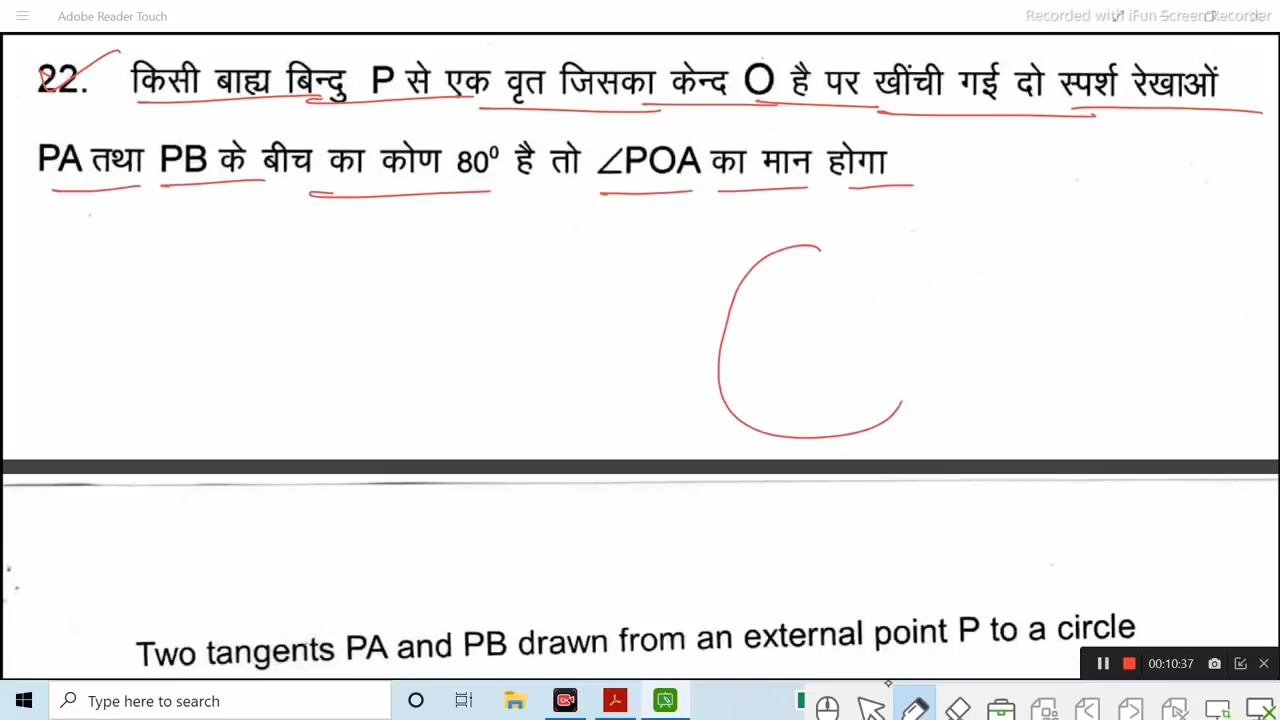 Adobe Reader Touch
Recorded with iFun Screen Recorder
22. किसी बाह्य बिन्दु P से एक वृत जिसका केन्द O है पर खींची गई दो स्पर्श रेखाओं
PA तथा PB के बीच का कोण 80⁰ है तो ∠POA का मान होगा
Two tangents PA and PB drawn from an external point P to a circle
00:10:37
Type here to search